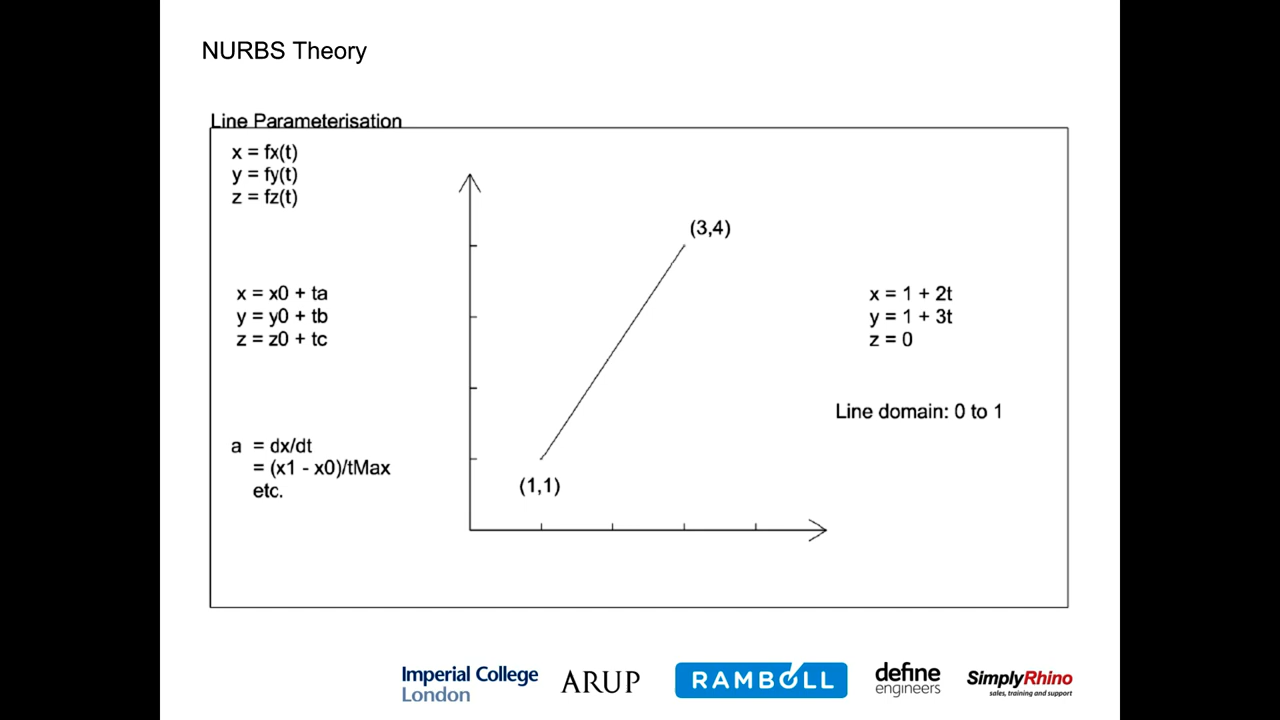 NURBS Theory
Line Parameterisation
x = fx(t)
y = fy(t)
z = fz(t)
(3,4)
x = x0 + ta
y = y0 + tb
z = z0 + tc
x = 1 + 2t
y = 1 + 3t
z = 0
Line domain: 0 to 1
a = dx/dt
= (x1 - x0)/tMax
etc.
(1,1)
Imperial College
London
ARUP
RAMBOLL
define
engineers
SimplyRhino
sales, training and support